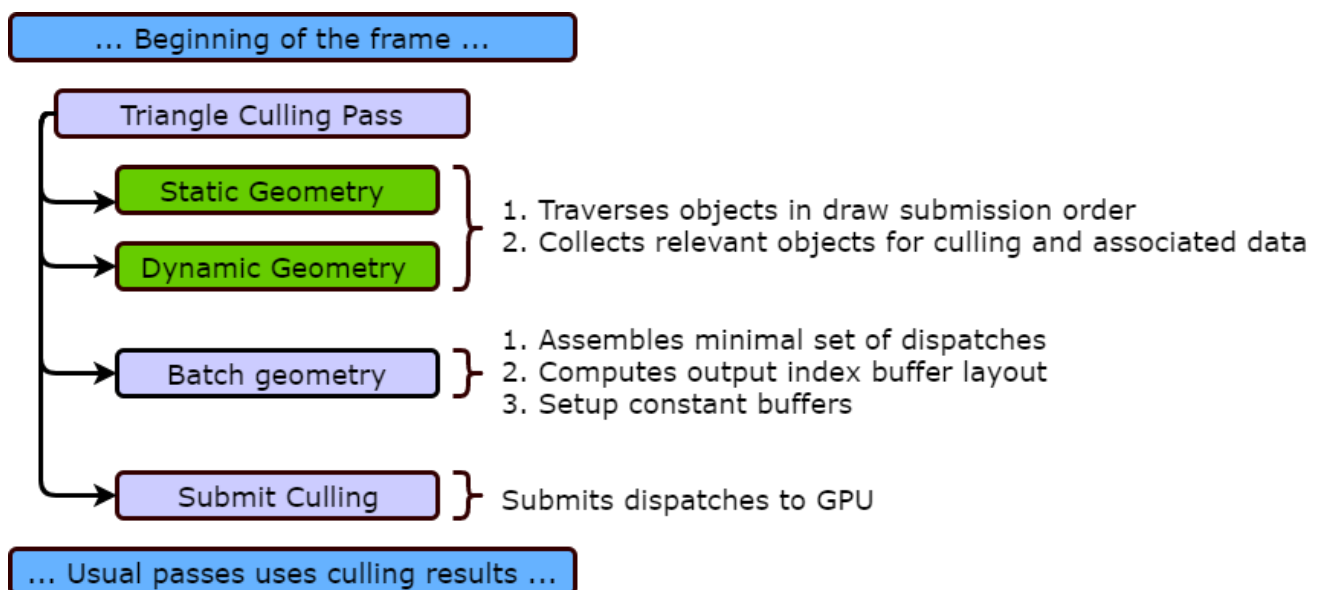 ... Beginning of the frame ...
Triangle Culling Pass
Static Geometry
Dynamic Geometry
1. Traverses objects in draw submission order
2. Collects relevant objects for culling and associated data
Batch geometry
1. Assembles minimal set of dispatches
2. Computes output index buffer layout
3. Setup constant buffers
Submit Culling
Submits dispatches to GPU
... Usual passes uses culling results ...